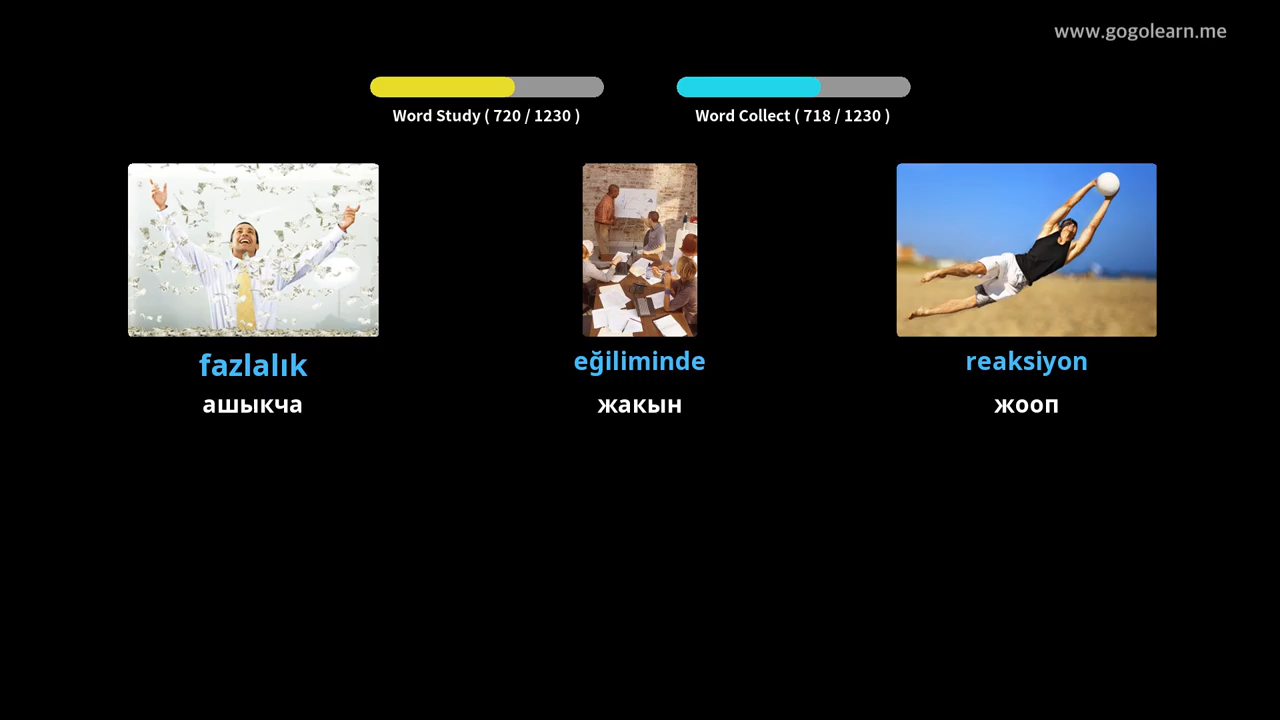 www.gogolearn.me
Word Study ( 720 / 1230 )
Word Collect ( 718 / 1230 )
fazlalık
ашыкча
eğiliminde
жакын
reaksiyon
жооп